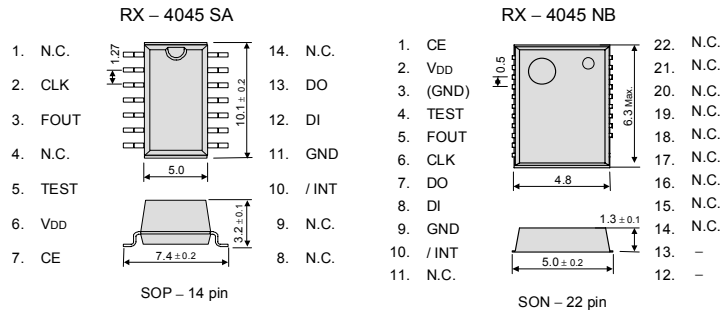 RX – 4045 SA
1. N.C.
2. CLK
3. FOUT
4. N.C.
5. TEST
6. VDD
7. CE
14. N.C.
13. DO
12. DI
11. GND
10. / INT
9. N.C.
8. N.C.
1.27
10.1 ± 0.2
5.0
3.2 ± 0.1
7.4 ± 0.2
SOP – 14 pin
RX – 4045 NB
1. CE
2. VDD
3. (GND)
4. TEST
5. FOUT
6. CLK
7. DO
8. DI
9. GND
10. / INT
11. N.C.
22. N.C.
21. N.C.
20. N.C.
19. N.C.
18. N.C.
17. N.C.
16. N.C.
15. N.C.
14. N.C.
13. –
12. –
0.5
6.3 Max.
4.8
1.3 ± 0.1
5.0 ± 0.2
SON – 22 pin